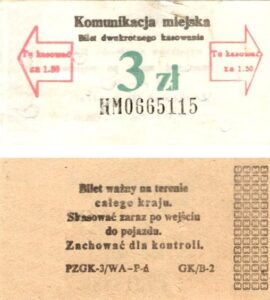 Komunikacja miejska
Bilet dwukrotnego kasowania
Tu kasować
za 1.50
3 zł
Tu kasować
za 1.50
HM0665115
Bilet ważny na terenie
całego kraju.
Skasować zaraz po wejściu
do pojazdu.
Zachować dla kontroli.
PZGK-3/WA-P-d GK/B-2